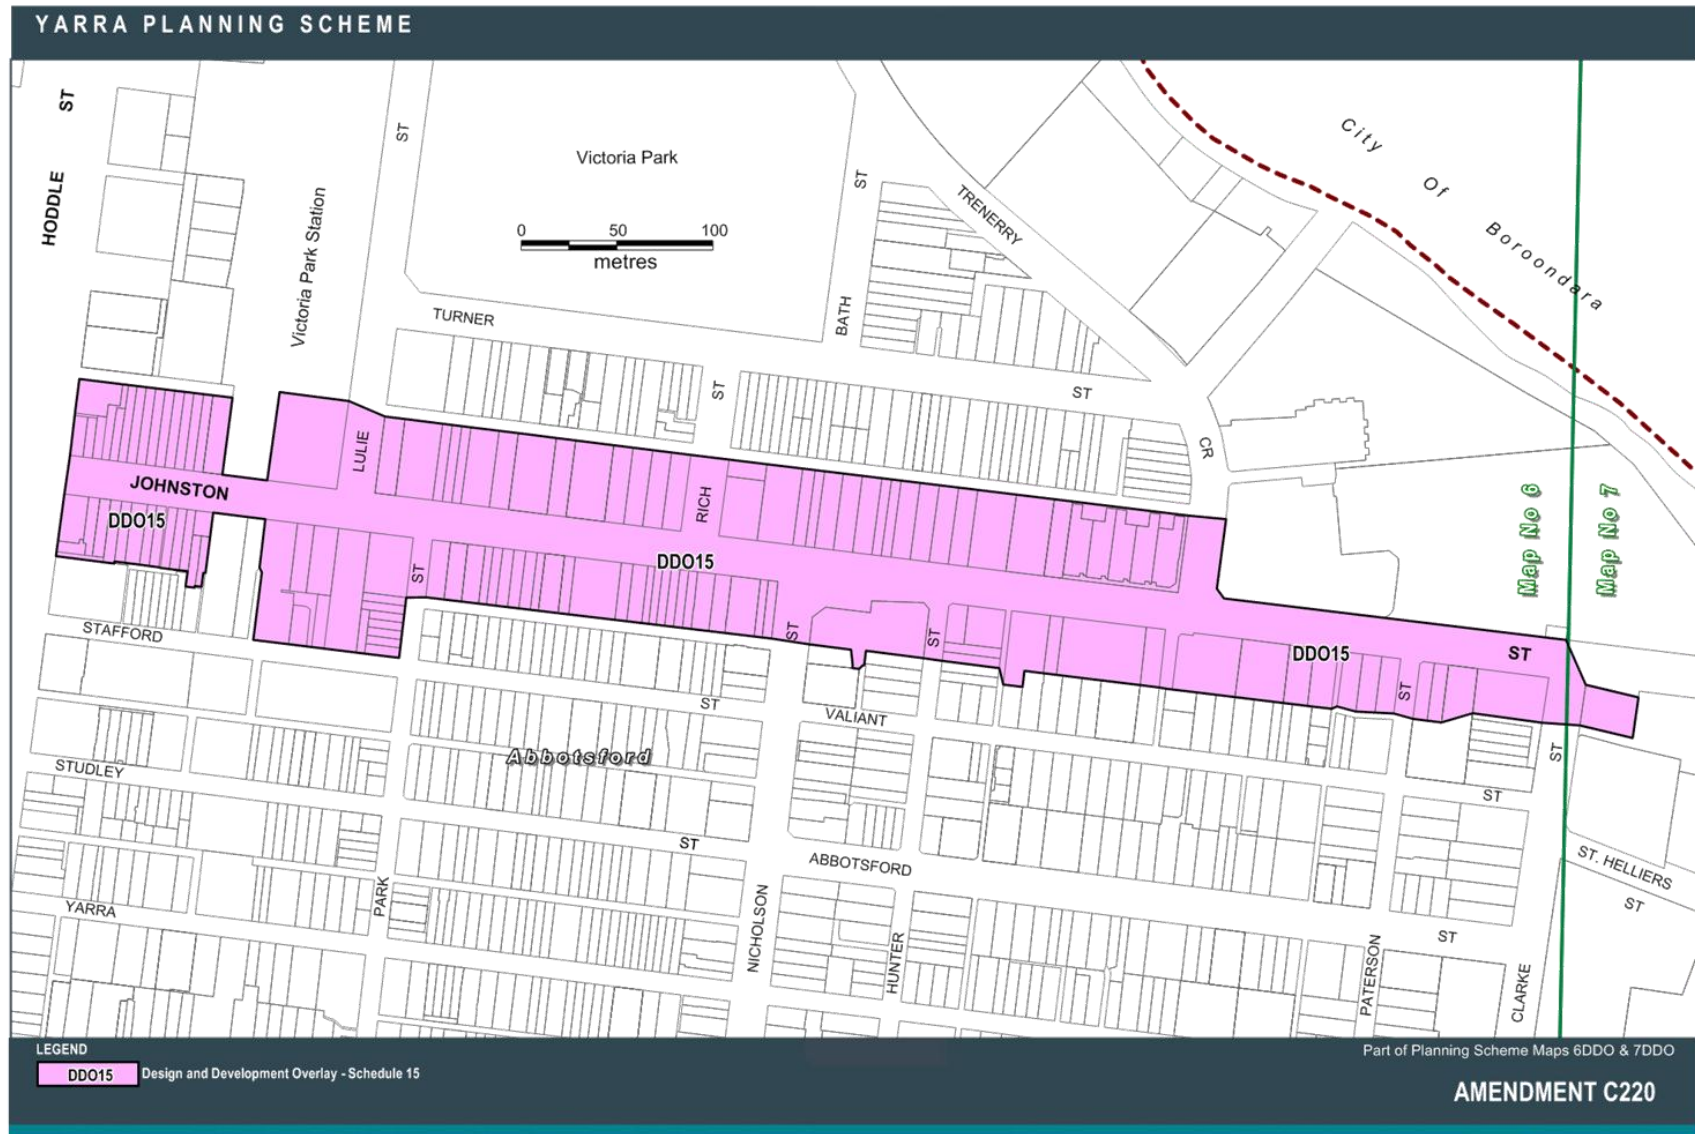 YARRA PLANNING SCHEME
HODDLE ST
Victoria Park Station
ST
Victoria Park
0 50 100
metres
TURNER ST
BATH ST
TRENERRY
CR
City Of Boroondara
LULIE
RICH
ST
JOHNSTON
DDO15
DDO15
DDO15
ST
Map No 6
Map No 7
ST
ST
ST
ST
STAFFORD
ST
VALIANT
ST
Abbotsford
STUDLEY
ST
ABBOTSFORD
ST
ST
ST. HELLIERS
ST
YARRA
PARK
NICHOLSON
HUNTER
PATERSON
CLARKE
LEGEND
DDO15 Design and Development Overlay - Schedule 15
Part of Planning Scheme Maps 6DDO & 7DDO
AMENDMENT C220